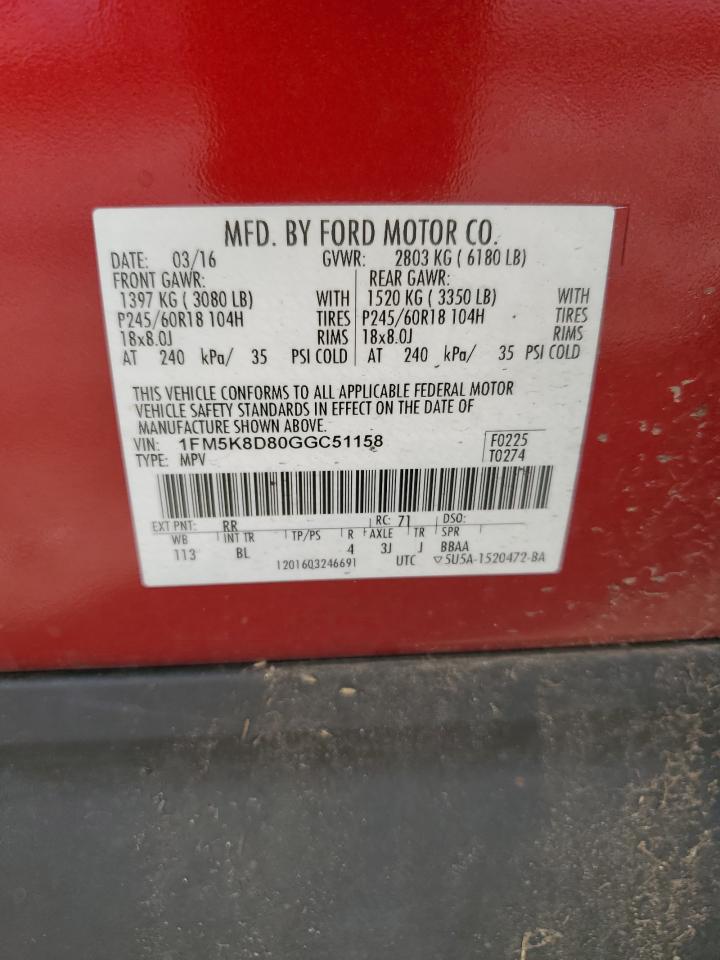 MFD. BY FORD MOTOR CO.
DATE: 03/16 GVWR: 2803 KG ( 6180 LB)
FRONT GAWR: REAR GAWR:
1397 KG ( 3080 LB) WITH 1520 KG ( 3350 LB) WITH
P245/60R18 104H TIRES P245/60R18 104H TIRES
18x8.0J RIMS 18x8.0J RIMS
AT 240 kPa/ 35 PSI COLD AT 240 kPa/ 35 PSI COLD
THIS VEHICLE CONFORMS TO ALL APPLICABLE FEDERAL MOTOR
VEHICLE SAFETY STANDARDS IN EFFECT ON THE DATE OF
MANUFACTURE SHOWN ABOVE.
VIN: 1FM5K8D80GGC51158 F0225
TYPE: MPV T0274
EXT PNT: RR RC: 71 DSO:
WB INT TR TP/PS R AXLE TR SPR
113 BL 4 3J J BBAA
12016Q3246691 UTC ▽5U5A-1520472-BA